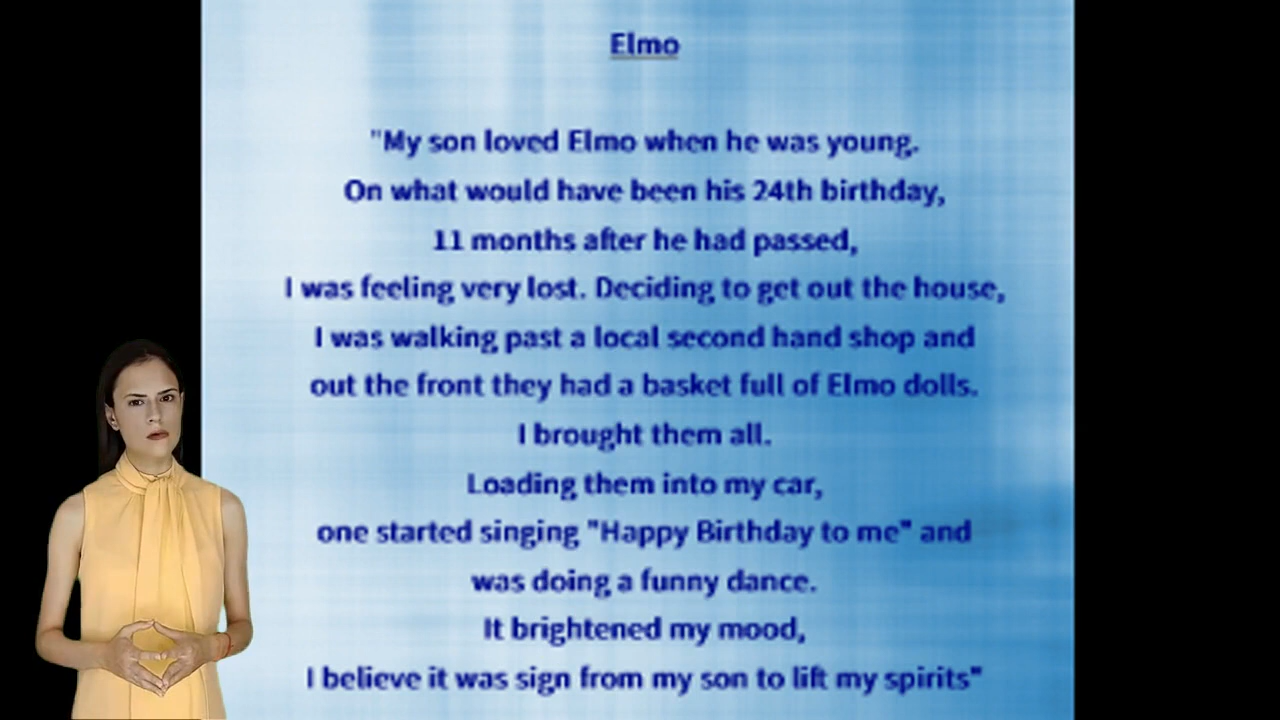 Elmo
"My son loved Elmo when he was young.
On what would have been his 24th birthday,
11 months after he had passed,
I was feeling very lost. Deciding to get out the house,
I was walking past a local second hand shop and
out the front they had a basket full of Elmo dolls.
I brought them all.
Loading them into my car,
one started singing "Happy Birthday to me" and
was doing a funny dance.
It brightened my mood,
I believe it was sign from my son to lift my spirits"